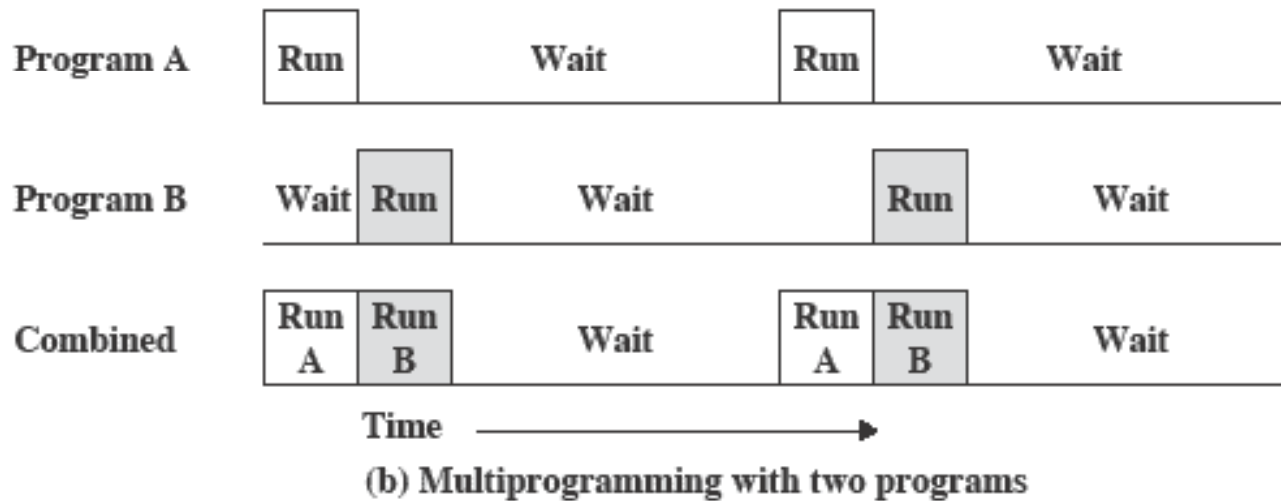 Program A Run Wait Run Wait
Program B Wait Run Wait Run Wait
Run Run Run Run
Combined Wait Wait
A B A B
Time
(b) Multiprogramming with two programs